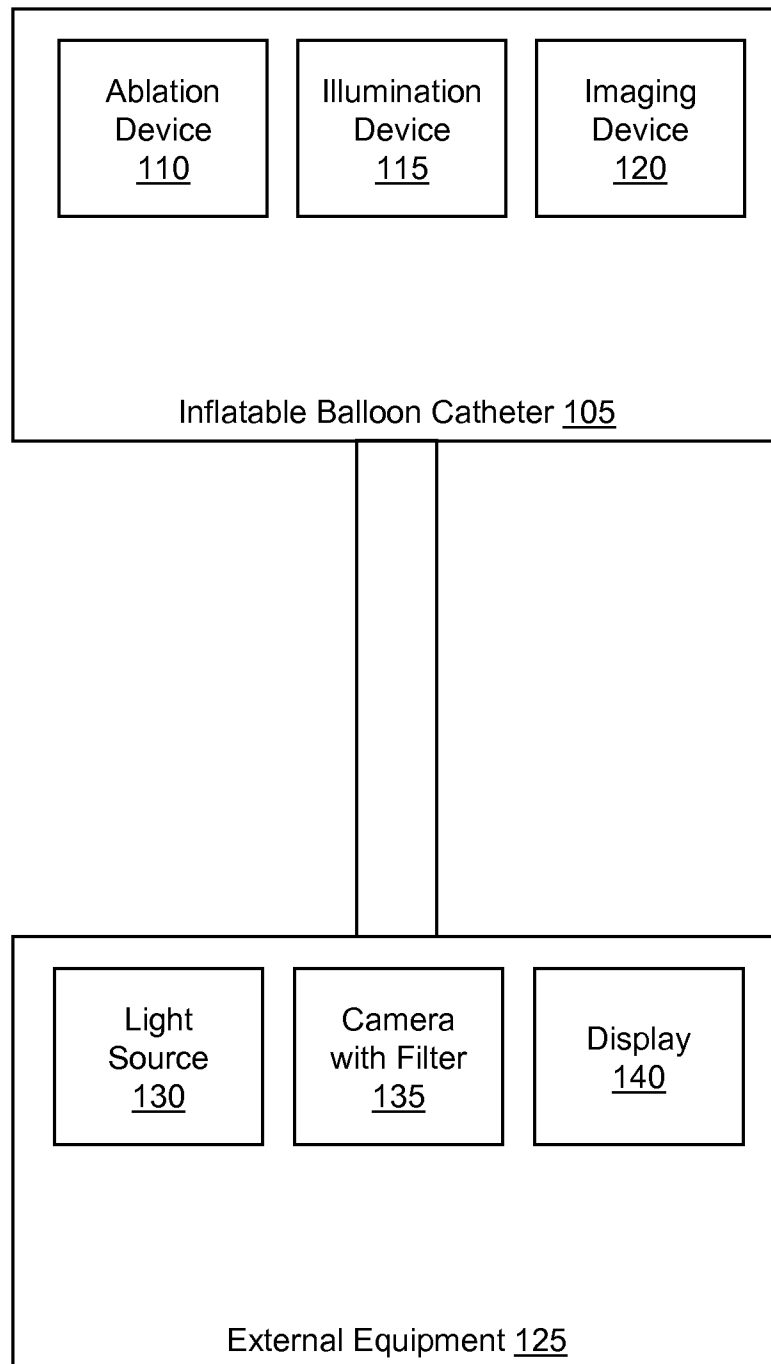 Ablation
Device
110
Illumination
Device
115
Imaging
Device
120
Inflatable Balloon Catheter 105
Light
Source
130
Camera
with Filter
135
Display
140
External Equipment 125